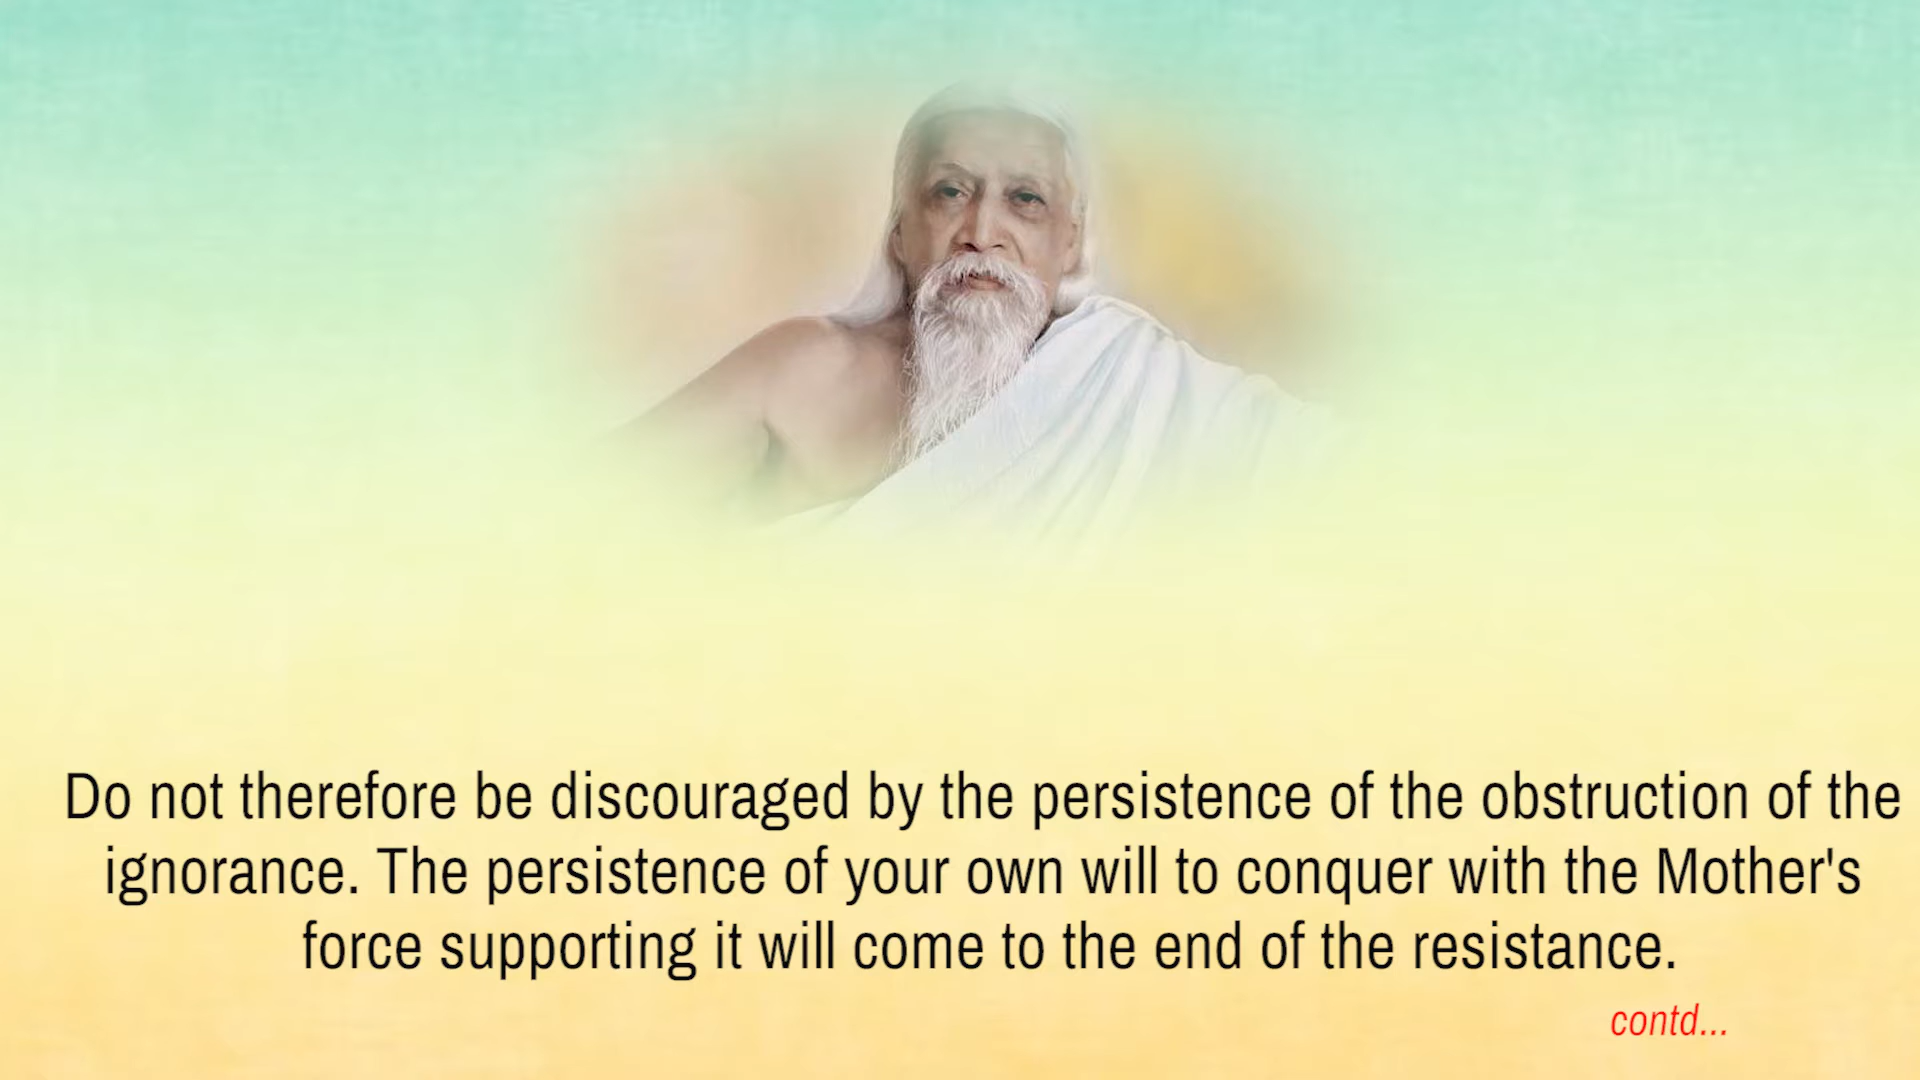 Do not therefore be discouraged by the persistence of the obstruction of the
ignorance. The persistence of your own will to conquer with the Mother's
force supporting it will come to the end of the resistance.
contd...